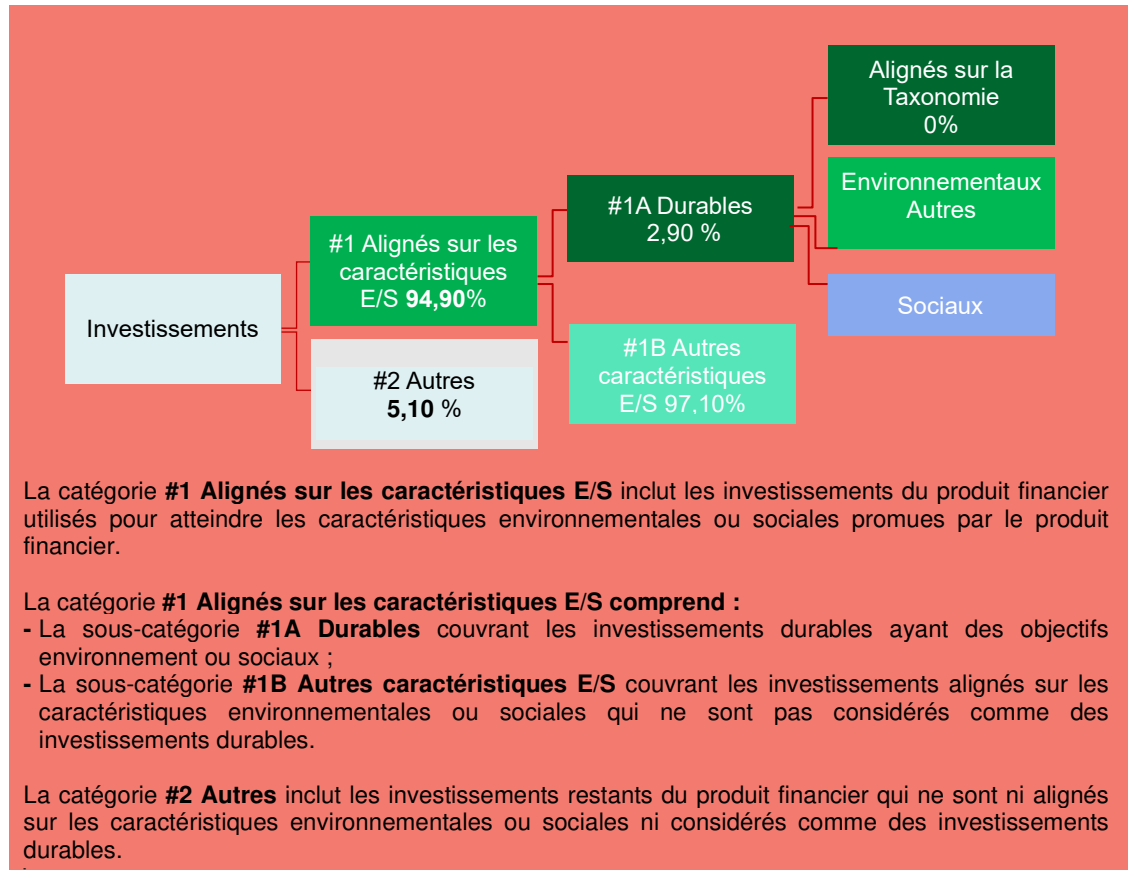 Alignés sur la
Taxonomie
0%
Environnementaux
Autres
#1A Durables
2,90 %
#1 Alignés sur les
caractéristiques
E/S 94,90%
Sociaux
Investissements
#1B Autres
caractéristiques
E/S 97,10%
#2 Autres
5,10 %
La catégorie #1 Alignés sur les caractéristiques E/S inclut les investissements du produit financier
utilisés pour atteindre les caractéristiques environnementales ou sociales promues par le produit
financier.
La catégorie #1 Alignés sur les caractéristiques E/S comprend :
- La sous-catégorie #1A Durables couvrant les investissements durables ayant des objectifs
environnement ou sociaux ;
- La sous-catégorie #1B Autres caractéristiques E/S couvrant les investissements alignés sur les
caractéristiques environnementales ou sociales qui ne sont pas considérés comme des
investissements durables.
La catégorie #2 Autres inclut les investissements restants du produit financier qui ne sont ni alignés
sur les caractéristiques environnementales ou sociales ni considérés comme des investissements
durables.